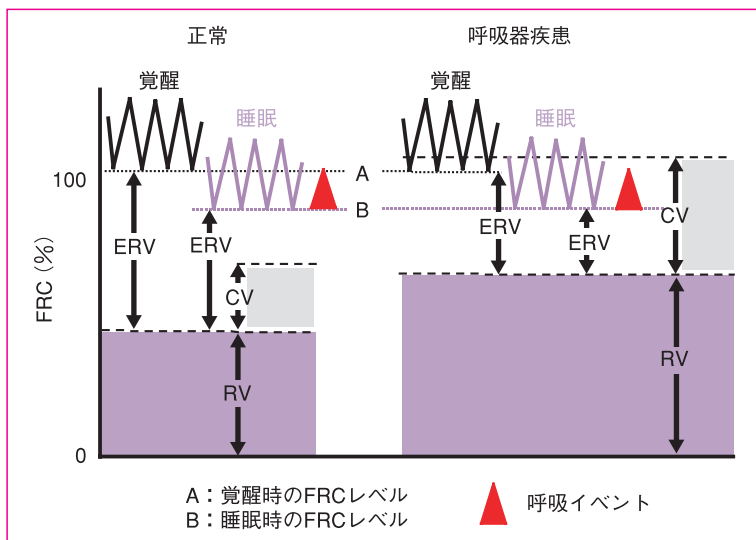 正常
呼吸器疾患
覚醒
睡眠
覚醒
睡眠
100
A
B
ERV
ERV
CV
RV
ERV
ERV
CV
RV
FRC（%）
0
A：覚醒時のFRCレベル
B：睡眠時のFRCレベル
呼吸イベント